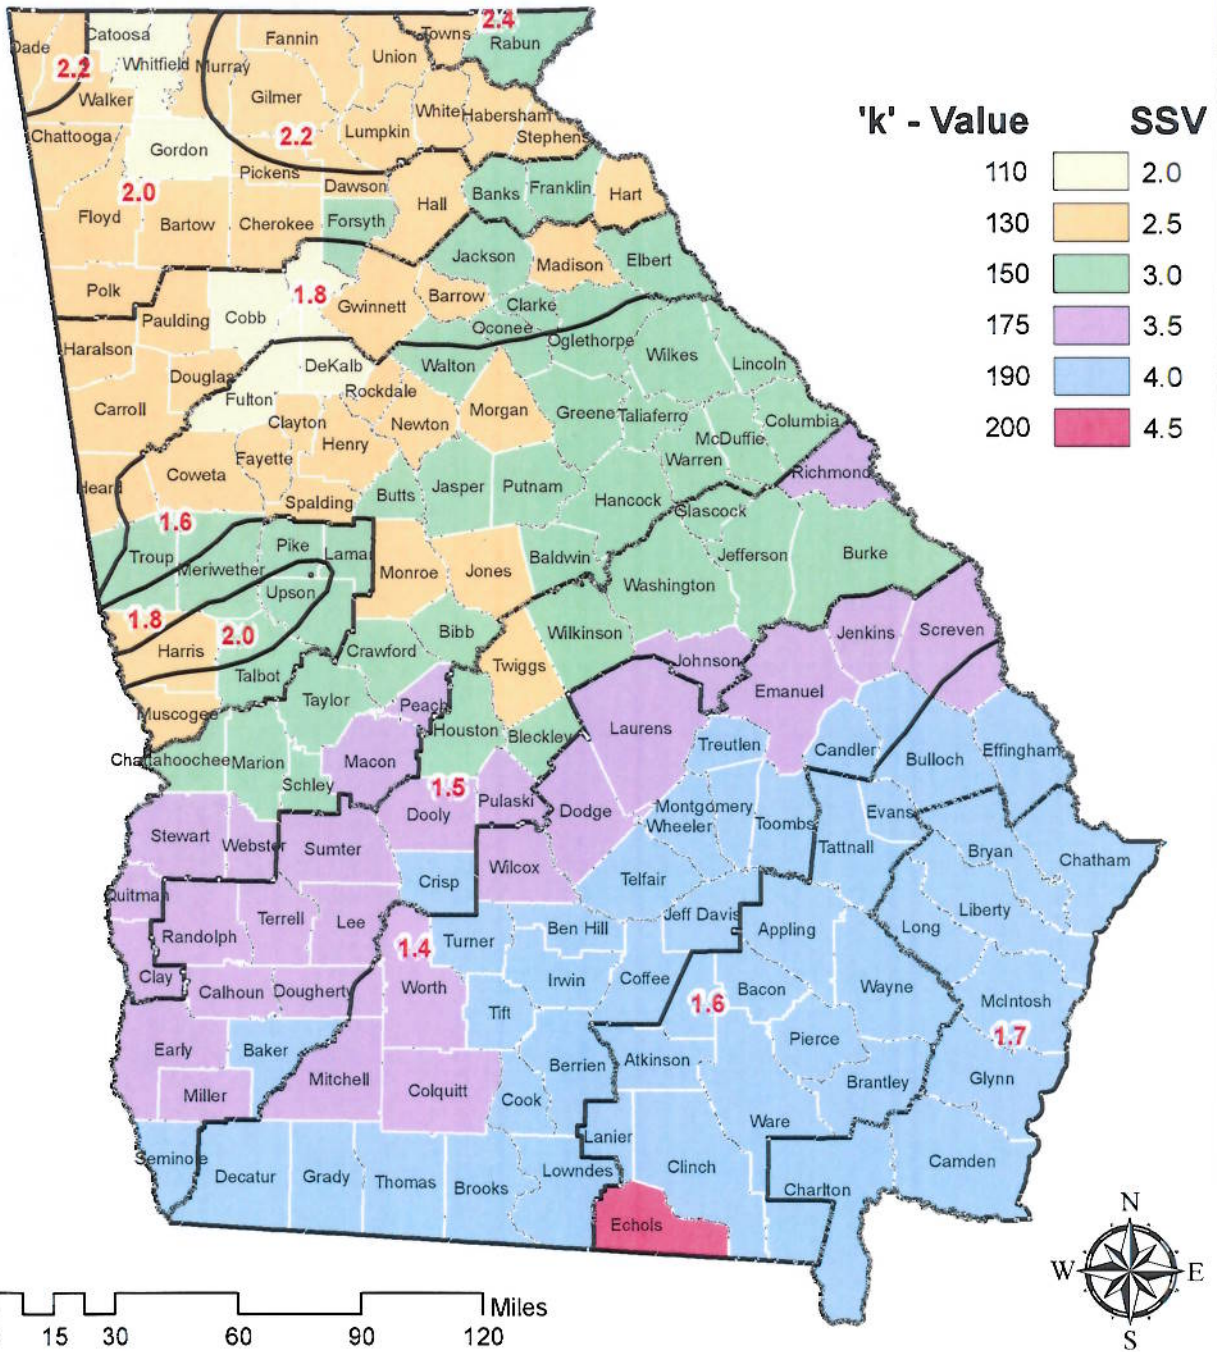 2.4
Dade
Catoosa
Fannin
Towns
Rabun
Union
2.2
Whitfield
Murray
Walker
Gilmer
White
Habersham
Chattooga
2.2
Lumpkin
Stephens
Gordon
Pickens
Dawson
2.0
Hall
Banks
Franklin
Hart
Floyd
Bartow
Cherokee
Forsyth
Jackson
Madison
Elbert
Polk
1.8
Gwinnett
Barrow
Clarke
Paulding
Cobb
Oconee
Oglethorpe
Haralson
Wilkes
DeKalb
Walton
Lincoln
Douglas
Rockdale
Fulton
Carroll
Clayton
Newton
Morgan
Greene
Taliaferro
Columbia
Henry
McDuffie
Fayette
Warren
Coweta
Richmond
Heard
Spalding
Butts
Jasper
Putnam
Hancock
Glascock
1.6
Troup
Meriwether
Pike
Lamar
Monroe
Jones
Baldwin
Jefferson
Burke
Upson
Washington
1.8
Harris
2.0
Bibb
Wilkinson
Jenkins
Screven
Crawford
Talbot
Twiggs
Johnson
Taylor
Peach
Emanuel
Muscogee
Houston
Bleckley
Laurens
Chattahoochee
Marion
Macon
Treutlen
Candler
Bulloch
Effingham
Schley
1.5
Pulaski
Dooly
Dodge
Montgomery
Wheeler
Toombs
Evans
Stewart
Webster
Sumter
Tattnall
Bryan
Chatham
Crisp
Wilcox
Telfair
Quitman
Terrell
Lee
Jeff Davis
Liberty
Randolph
1.4
Turner
Ben Hill
Appling
Long
Clay
Calhoun
Dougherty
Worth
Irwin
Coffee
Bacon
Wayne
McIntosh
Tift
1.6
1.7
Early
Baker
Pierce
Mitchell
Berrien
Atkinson
Miller
Colquitt
Cook
Brantley
Glynn
Ware
Lanier
Seminole
Decatur
Grady
Thomas
Brooks
Lowndes
Clinch
Charlton
Camden
Echols
'k' - Value SSV
110 2.0
130 2.5
150 3.0
175 3.5
190 4.0
200 4.5
N
W E
S
Miles
15 30 60 90 120